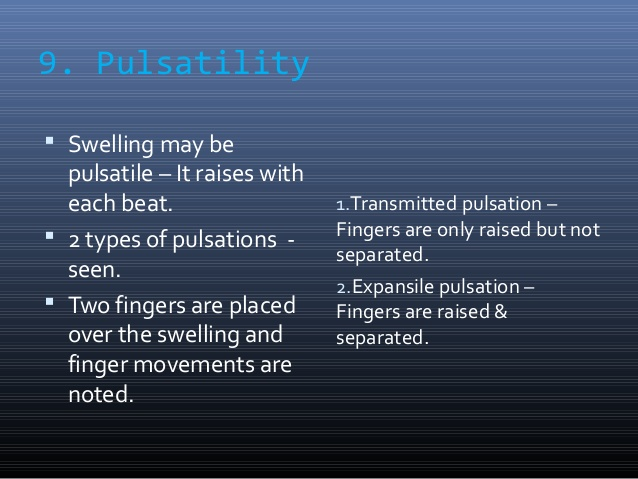 9. Pulsatility
Swelling may be
pulsatile – It raises with
each beat.
2 types of pulsations -
seen.
Two fingers are placed
over the swelling and
finger movements are
noted.
1.Transmitted pulsation –
Fingers are only raised but not
separated.
2.Expansile pulsation –
Fingers are raised &
separated.